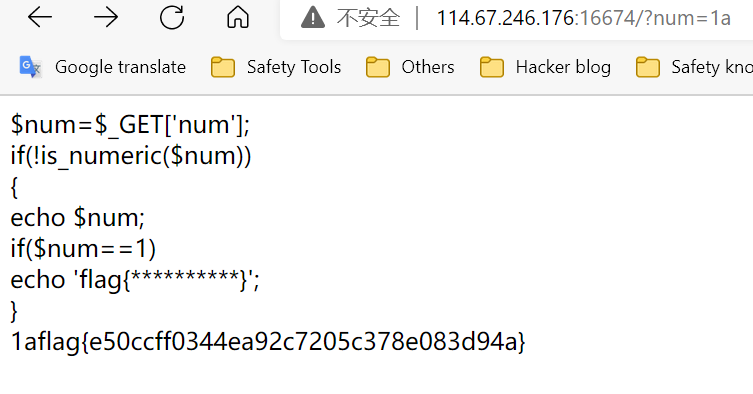 不安全 | 114.67.246.176:16674/?num=1a
Google translate Safety Tools Others Hacker blog Safety kno
$num=$_GET['num'];
if(!is_numeric($num))
{
echo $num;
if($num==1)
echo 'flag{**********}';
}
1aflag{e50ccff0344ea92c7205c378e083d94a}